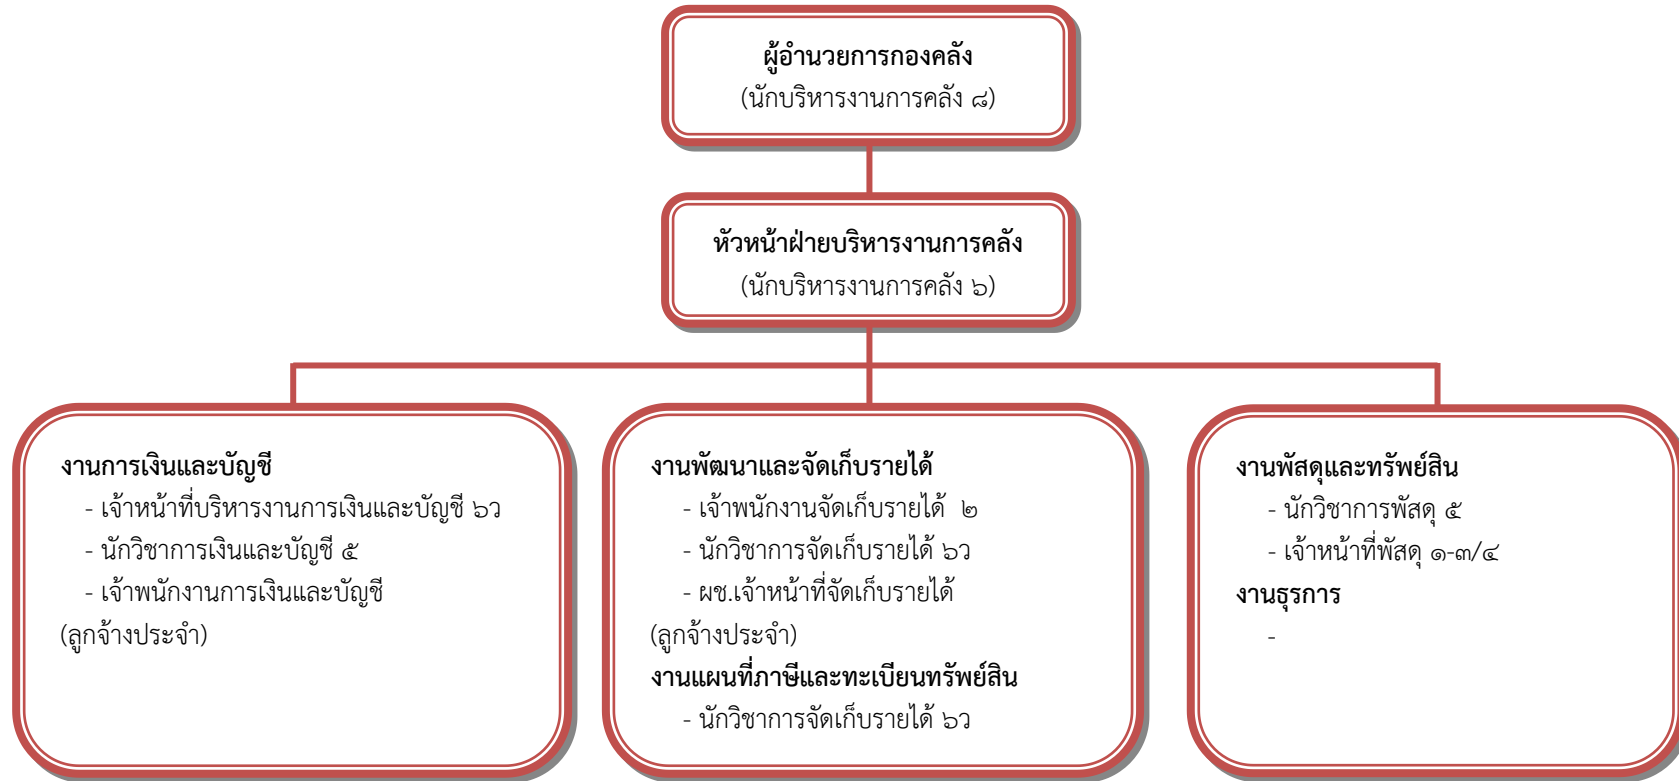 ผู้อำนวยการกองคลัง
(นักบริหารงานการคลัง ๘)
หัวหน้าฝ่ายบริหารงานการคลัง
(นักบริหารงานการคลัง ๖)
งานการเงินและบัญชี
- เจ้าหน้าที่บริหารงานการเงินและบัญชี ๖ว
- นักวิชาการเงินและบัญชี ๕
- เจ้าพนักงานการเงินและบัญชี
(ลูกจ้างประจำ)
งานพัฒนาและจัดเก็บรายได้
- เจ้าพนักงานจัดเก็บรายได้ ๒
- นักวิชาการจัดเก็บรายได้ ๖ว
- ผช.เจ้าหน้าที่จัดเก็บรายได้
(ลูกจ้างประจำ)
งานแผนที่ภาษีและทะเบียนทรัพย์สิน
- นักวิชาการจัดเก็บรายได้ ๖ว
งานพัสดุและทรัพย์สิน
- นักวิชาการพัสดุ ๕
- เจ้าหน้าที่พัสดุ ๑-๓/๔
งานธุรการ
-